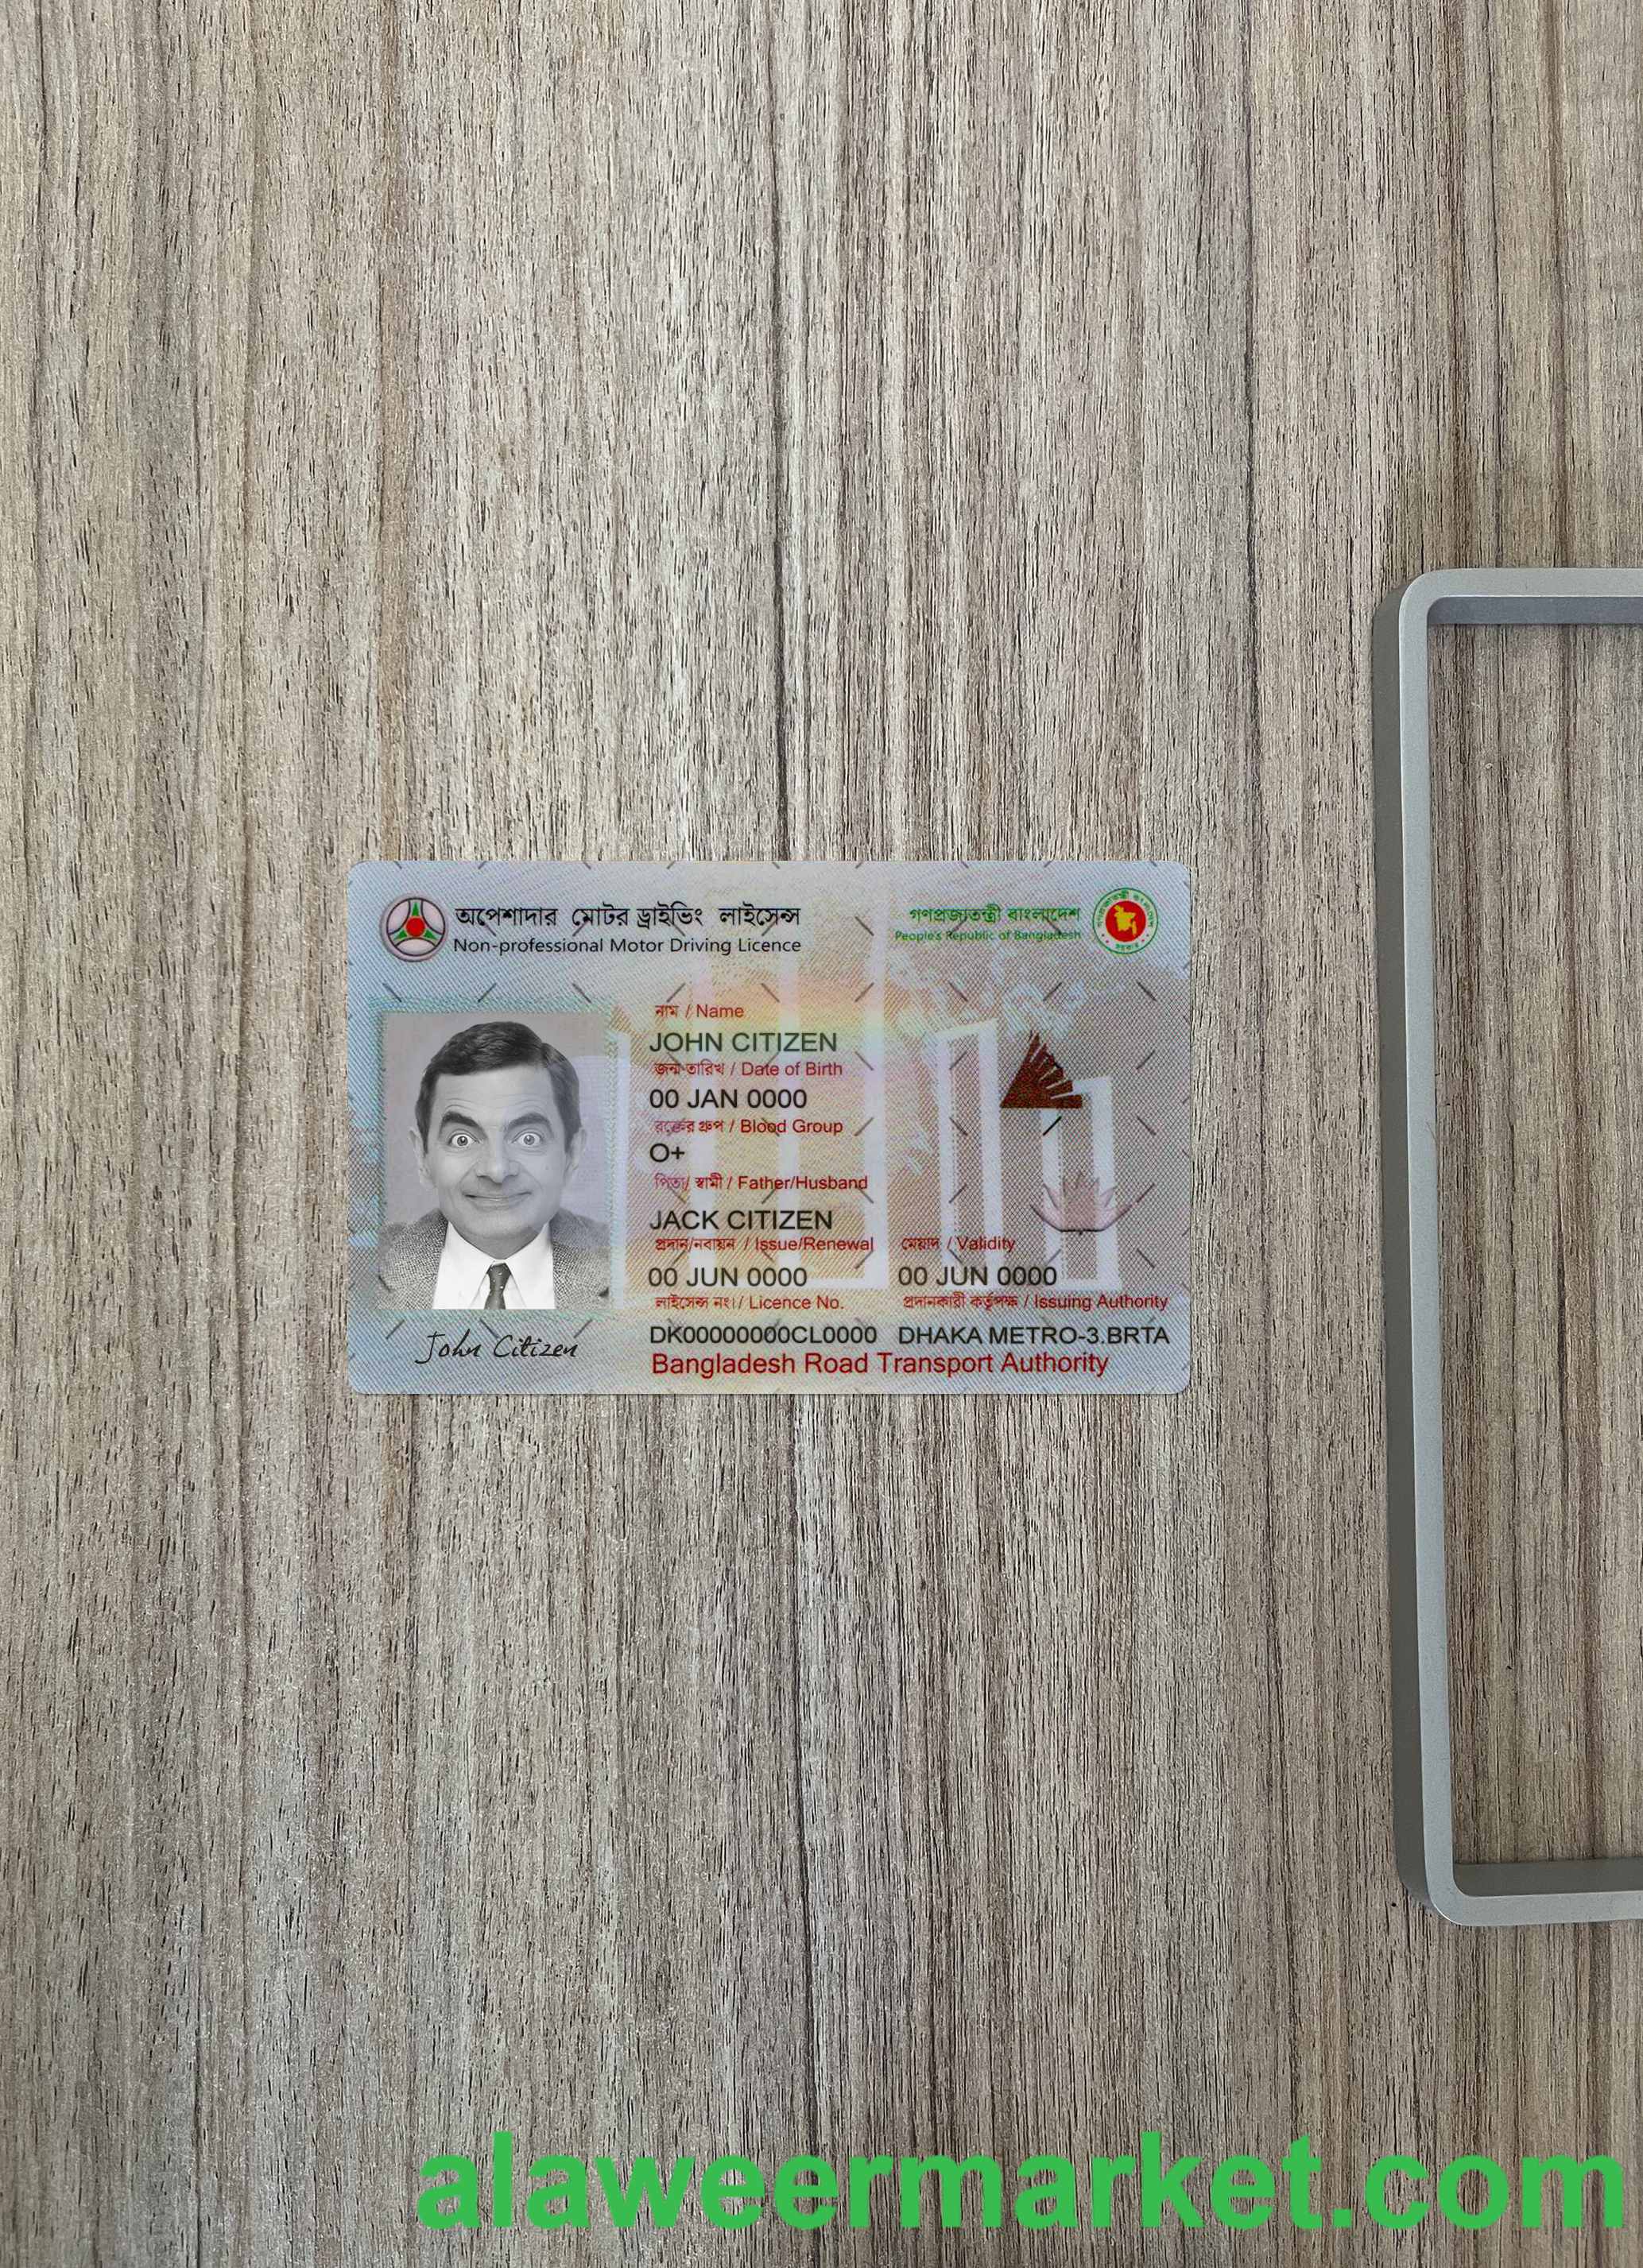 অপেশাদার মোটর ড্রাইভিং লাইসেন্স
Non-professional Motor Driving Licence
গণপ্রজাতন্ত্রী বাংলাদেশ
People's Republic of Bangladesh
নাম / Name
JOHN CITIZEN
জন্ম তারিখ / Date of Birth
00 JAN 0000
রক্তের গ্রুপ / Blood Group
O+
পিতা/ স্বামী / Father/Husband
JACK CITIZEN
প্রদান/নবায়ন / Issue/Renewal
মেয়াদ / Validity
00 JUN 0000
00 JUN 0000
লাইসেন্স নং।/ Licence No.
প্রদানকারী কর্তৃপক্ষ / Issuing Authority
DK00000000CL0000
DHAKA METRO-3.BRTA
Bangladesh Road Transport Authority
John Citizen
alaweermarket.com